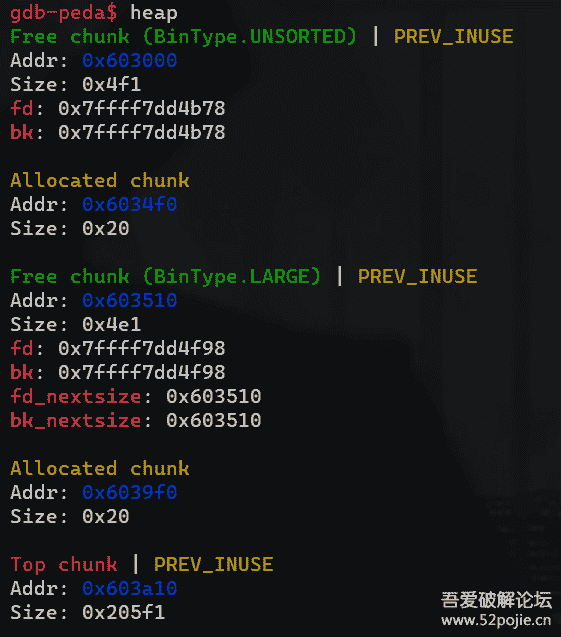 gdb-peda$ heap
Free chunk (BinType.UNSORTED) | PREV_INUSE
Addr: 0x603000
Size: 0x4f1
fd: 0x7ffff7dd4b78
bk: 0x7ffff7dd4b78
Allocated chunk
Addr: 0x6034f0
Size: 0x20
Free chunk (BinType.LARGE) | PREV_INUSE
Addr: 0x603510
Size: 0x4e1
fd: 0x7ffff7dd4f98
bk: 0x7ffff7dd4f98
fd_nextsize: 0x603510
bk_nextsize: 0x603510
Allocated chunk
Addr: 0x6039f0
Size: 0x20
Top chunk | PREV_INUSE
Addr: 0x603a10
Size: 0x205f1
吾爱破解论坛
www.52pojie.cn